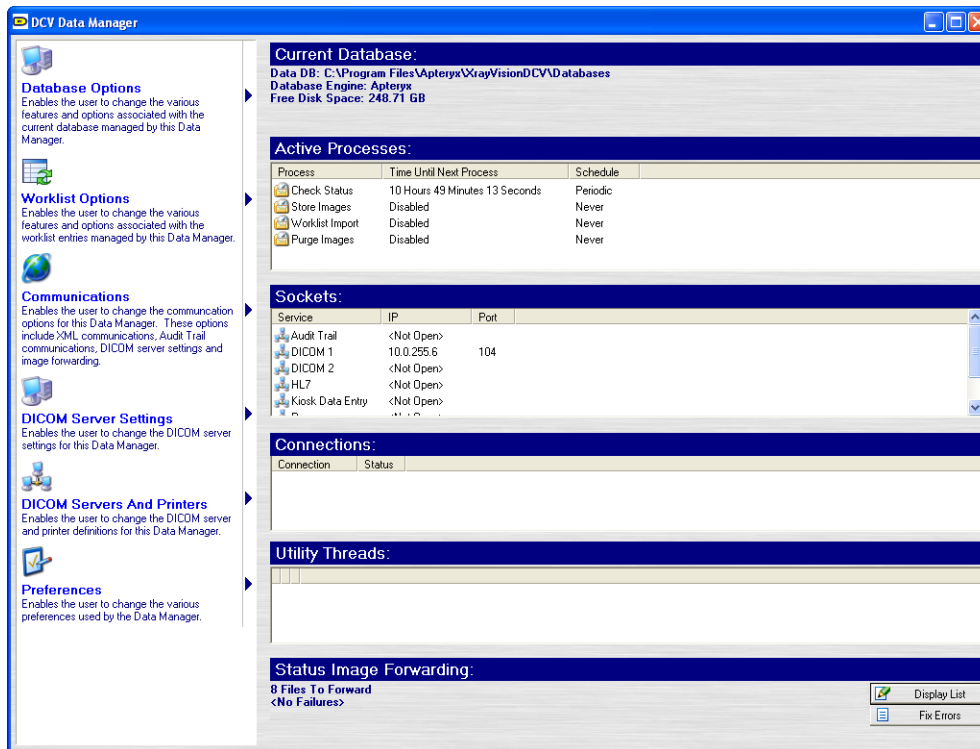 DCV Data Manager
Database Options
Enables the user to change the various
features and options associated with the
current database managed by this Data
Manager.
Worklist Options
Enables the user to change the various
features and options associated with the
worklist entries managed by this Data Manager.
Communications
Enables the user to change the communcation
options for this Data Manager. These options
include XML communications, Audit Trail
communications, DICOM server settings and
image forwarding.
DICOM Server Settings
Enables the user to change the DICOM server
settings for this Data Manager.
DICOM Servers And Printers
Enables the user to change the DICOM server
and printer definitions for this Data Manager.
Preferences
Enables the user to change the various
preferences used by the Data Manager.
Current Database:
Data DB: C:\Program Files\Apteryx\XrayVisionDCV\Databases
Database Engine: Apteryx
Free Disk Space: 248.71 GB
Active Processes:
Process Time Until Next Process Schedule
Check Status 10 Hours 49 Minutes 13 Seconds Periodic
Store Images Disabled Never
Worklist Import Disabled Never
Purge Images Disabled Never
Sockets:
Service IP Port
Audit Trail <Not Open>
DICOM 1 10.0.255.6 104
DICOM 2 <Not Open>
HL7 <Not Open>
Kiosk Data Entry <Not Open>
Connections:
Connection Status
Utility Threads:
Status Image Forwarding:
8 Files To Forward
<No Failures>
Display List
Fix Errors